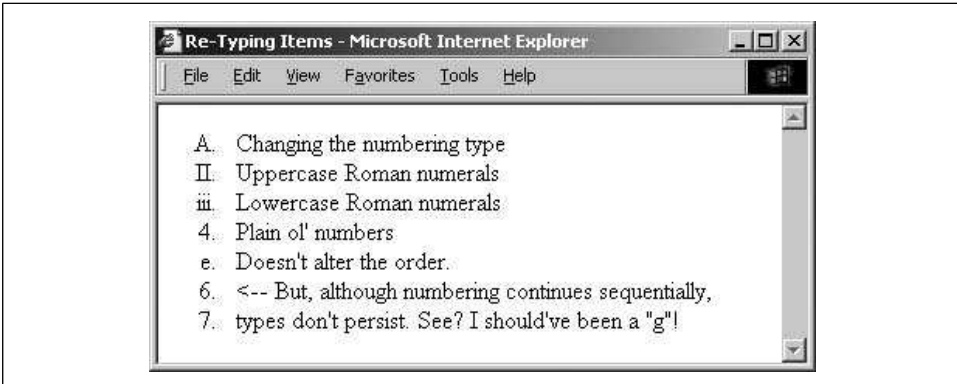 Re-Typing Items - Microsoft Internet Explorer
File Edit View Favorites Tools Help
A. Changing the numbering type
II. Uppercase Roman numerals
iii. Lowercase Roman numerals
4. Plain ol' numbers
e. Doesn't alter the order.
6. <-- But, although numbering continues sequentially,
7. types don't persist. See? I should've been a "g"!